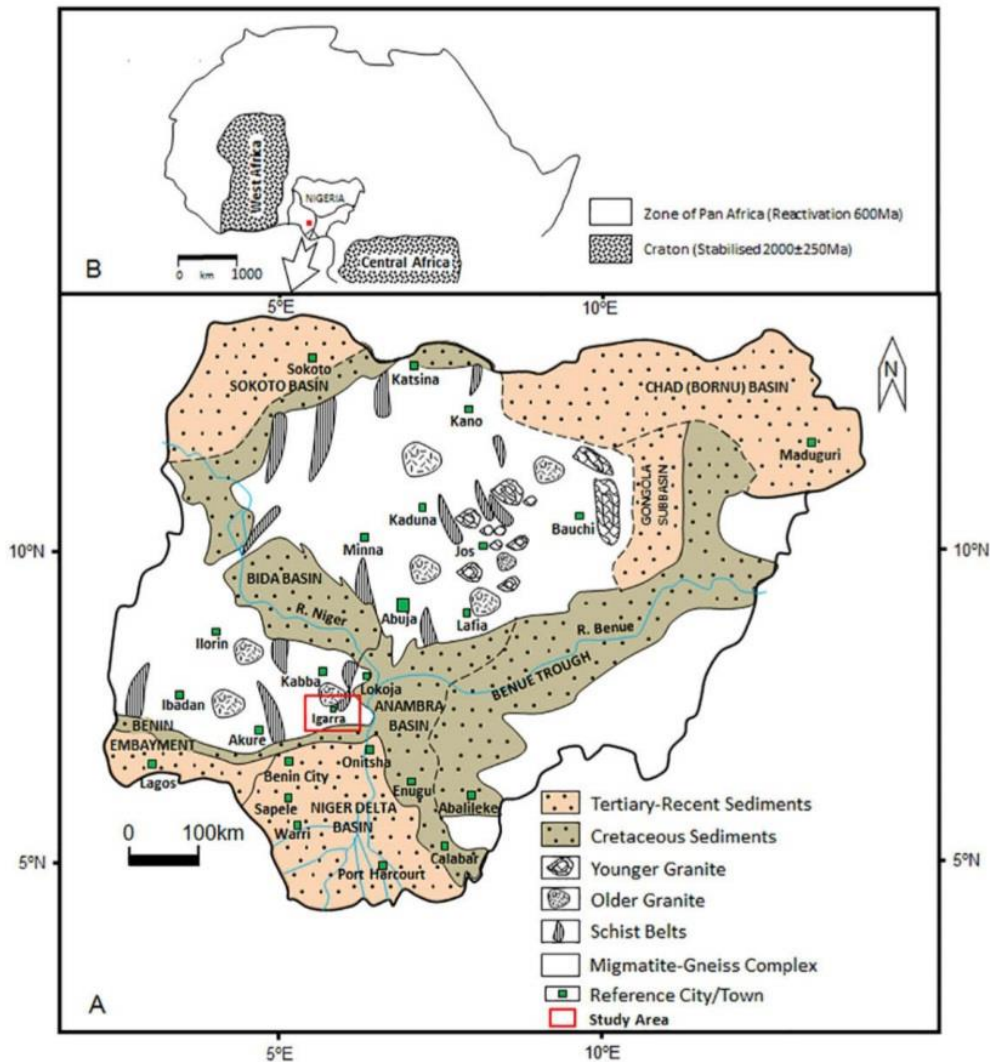 West Africa
NIGERIA
Central Africa
0 km 1000
B
Zone of Pan Africa (Reactivation 600Ma)
Craton (Stabilised 2000±250Ma)
5°E
10°E
N
Sokoto
SOKOTO BASIN
Katsina
Kano
CHAD (BORNU) BASIN
Maduguri
GONGOLA
SUBBASIN
Kaduna
Bauchi
Minna
Jos
10°N
10°N
BIDA BASIN
R. Niger
Abuja
Lafia
R. Benue
Ilorin
BENUE TROUGH
Kabba
Lokoja
Ibadan
Igarra
ANAMBRA
BASIN
BENIN
EMBAYMENT
Akure
Onitsha
Lagos
Benin City
Enugu
Abalileke
Sapele
NIGER DELTA
BASIN
Warri
Calabar
Port Harcourt
0 100km
5°N
5°N
Tertiary-Recent Sediments
Cretaceous Sediments
Younger Granite
Older Granite
Schist Belts
Migmatite-Gneiss Complex
Reference City/Town
Study Area
A
5°E
10°E